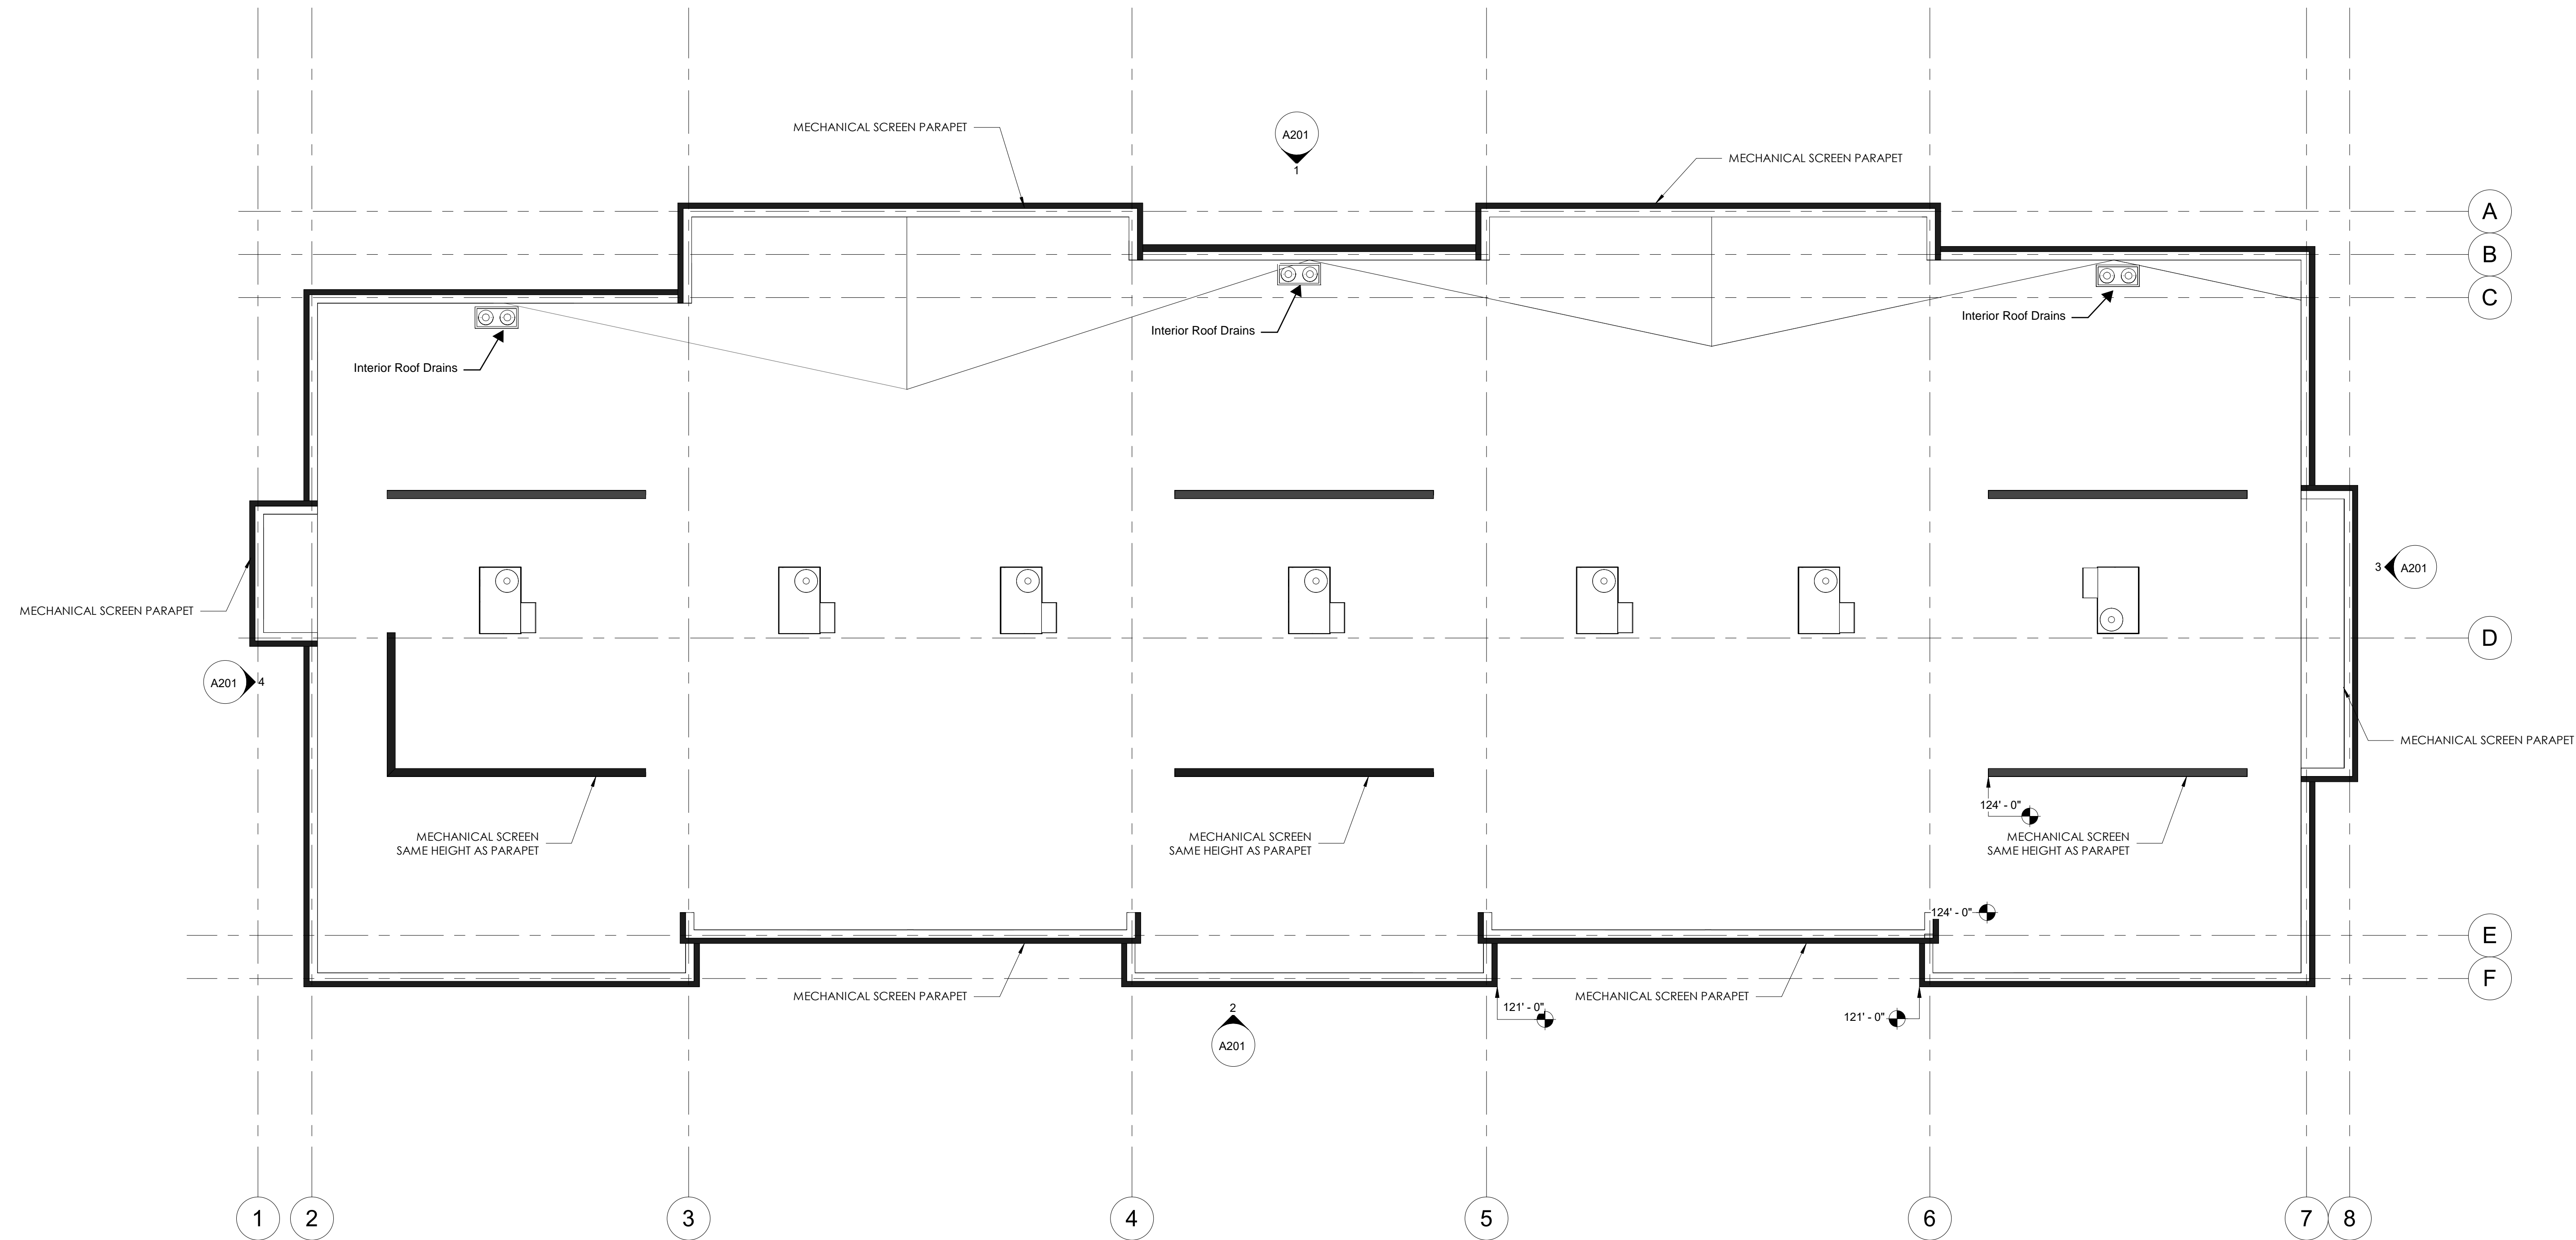 MECHANICAL SCREEN PARAPET
A201
1
MECHANICAL SCREEN PARAPET
A
B
C
Interior Roof Drains
Interior Roof Drains
Interior Roof Drains
MECHANICAL SCREEN PARAPET
3
A201
D
A201
4
MECHANICAL SCREEN PARAPET
124' - 0"
MECHANICAL SCREEN
SAME HEIGHT AS PARAPET
MECHANICAL SCREEN
SAME HEIGHT AS PARAPET
MECHANICAL SCREEN
SAME HEIGHT AS PARAPET
124' - 0"
E
F
MECHANICAL SCREEN PARAPET
MECHANICAL SCREEN PARAPET
2
A201
121' - 0"
121' - 0"
1
2
3
4
5
6
7
8